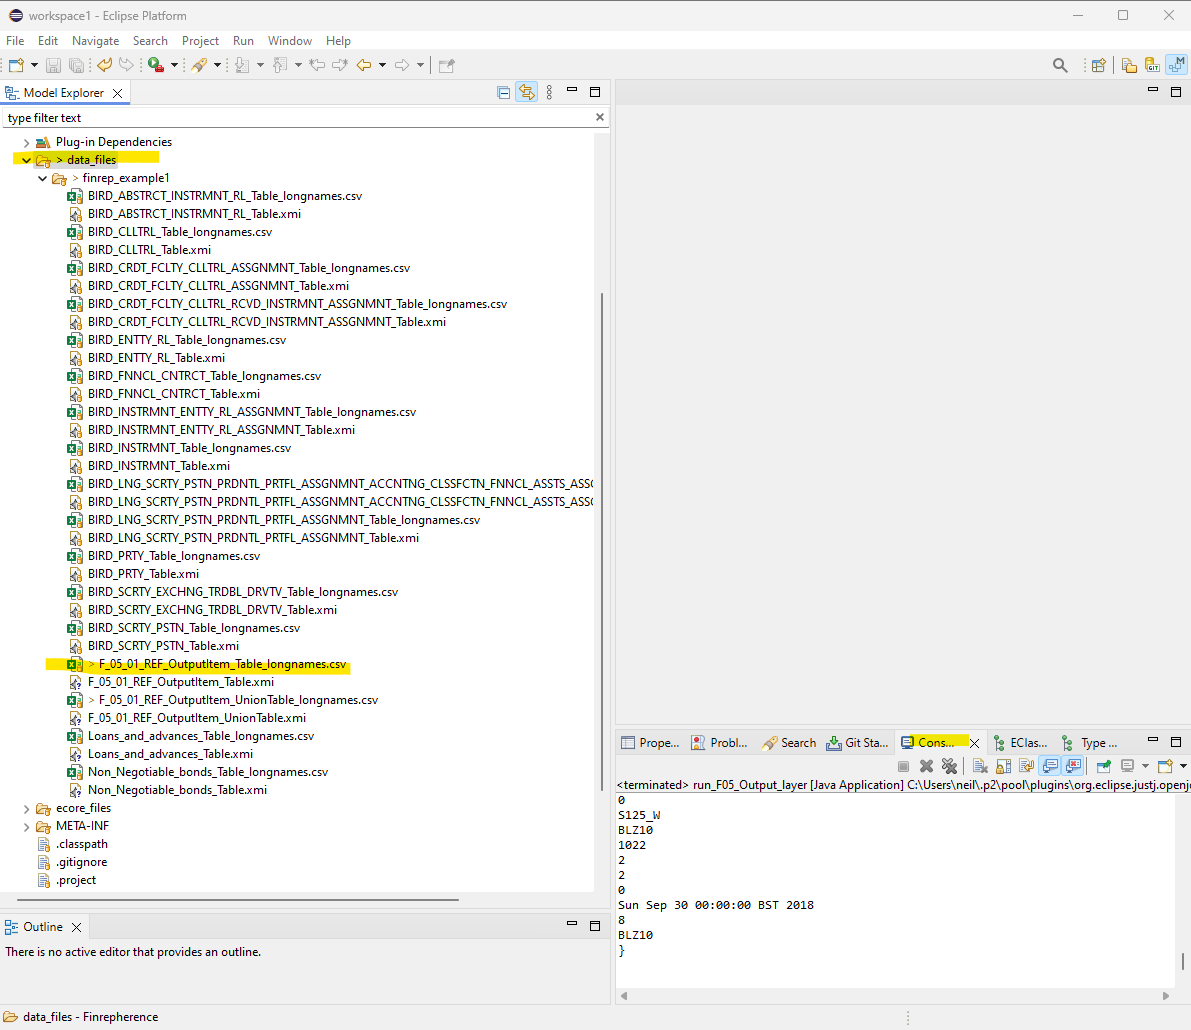 workspace1 - Eclipse Platform
File Edit Navigate Search Project Run Window Help
Model Explorer
type filter text
Plug-in Dependencies
> data_files
> finrep_example1
BIRD_ABSTRCT_INSTRMNT_RL_Table_longnames.csv
BIRD_ABSTRCT_INSTRMNT_RL_Table.xmi
BIRD_CLLTRL_Table_longnames.csv
BIRD_CLLTRL_Table.xmi
BIRD_CRDT_FCLTY_CLLTRL_ASSGNMNT_Table_longnames.csv
BIRD_CRDT_FCLTY_CLLTRL_ASSGNMNT_Table.xmi
BIRD_CRDT_FCLTY_CLLTRL_RCVD_INSTRMNT_ASSGNMNT_Table_longnames.csv
BIRD_CRDT_FCLTY_CLLTRL_RCVD_INSTRMNT_ASSGNMNT_Table.xmi
BIRD_ENTTY_RL_Table_longnames.csv
BIRD_ENTTY_RL_Table.xmi
BIRD_FNNCL_CNTRCT_Table_longnames.csv
BIRD_FNNCL_CNTRCT_Table.xmi
BIRD_INSTRMNT_ENTTY_RL_ASSGNMNT_Table_longnames.csv
BIRD_INSTRMNT_ENTTY_RL_ASSGNMNT_Table.xmi
BIRD_INSTRMNT_Table_longnames.csv
BIRD_INSTRMNT_Table.xmi
BIRD_LNG_SCRTY_PSTN_PRDNTL_PRTFL_ASSGNMNT_ACCNTNG_CLSSFCTN_FNNCL_ASSTS_ASSG
BIRD_LNG_SCRTY_PSTN_PRDNTL_PRTFL_ASSGNMNT_ACCNTNG_CLSSFCTN_FNNCL_ASSTS_ASSG
BIRD_LNG_SCRTY_PSTN_PRDNTL_PRTFL_ASSGNMNT_Table_longnames.csv
BIRD_LNG_SCRTY_PSTN_PRDNTL_PRTFL_ASSGNMNT_Table.xmi
BIRD_PRTY_Table_longnames.csv
BIRD_PRTY_Table.xmi
BIRD_SCRTY_EXCHNG_TRDBL_DRVTV_Table_longnames.csv
BIRD_SCRTY_EXCHNG_TRDBL_DRVTV_Table.xmi
BIRD_SCRTY_PSTN_Table_longnames.csv
BIRD_SCRTY_PSTN_Table.xmi
> F_05_01_REF_OutputItem_Table_longnames.csv
F_05_01_REF_OutputItem_Table.xmi
> F_05_01_REF_OutputItem_UnionTable_longnames.csv
F_05_01_REF_OutputItem_UnionTable.xmi
Loans_and_advances_Table_longnames.csv
Loans_and_advances_Table.xmi
Non_Negotiable_bonds_Table_longnames.csv
Non_Negotiable_bonds_Table.xmi
ecore_files
META-INF
.classpath
.gitignore
.project
Outline
There is no active editor that provides an outline.
Prope... Probl... Search Git Sta... Cons... EClas... Type ...
<terminated> run_F05_Output_layer [Java Application] C:\Users\neil\.p2\pool\plugins\org.eclipse.justj.openj
0
S125_W
BLZ10
1022
2
2
0
Sun Sep 30 00:00:00 BST 2018
8
BLZ10
}
data_files - Finrepherence